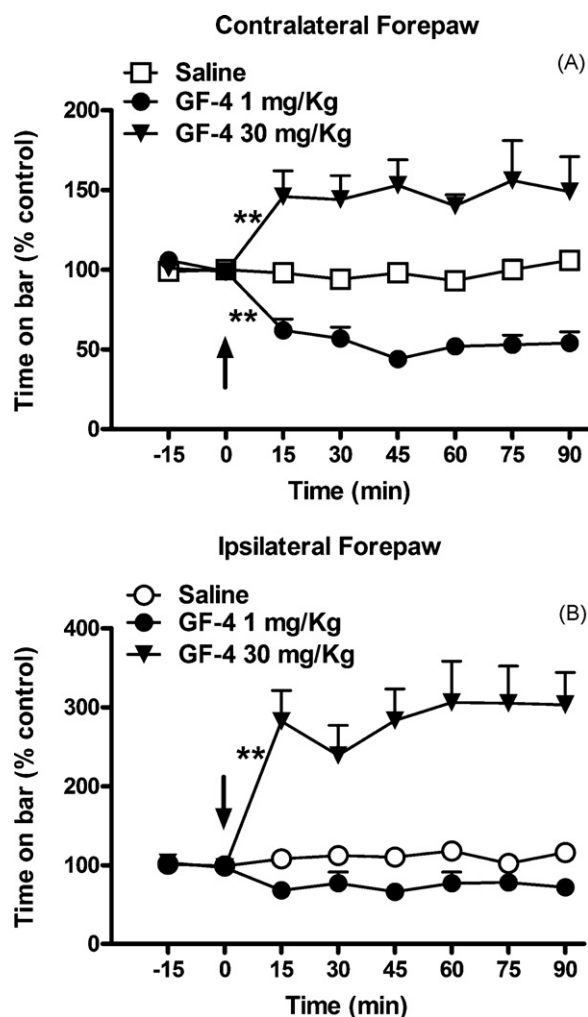 Contralateral Forepaw
(A)
Saline
GF-4 1 mg/Kg
GF-4 30 mg/Kg
Time on bar (% control)
200
150
100
50
0
**
**
-15 0 15 30 45 60 75 90
Time (min)
Ipsilateral Forepaw
(B)
Saline
GF-4 1 mg/Kg
GF-4 30 mg/Kg
Time on bar (% control)
400
300
200
100
0
**
-15 0 15 30 45 60 75 90
Time (min)